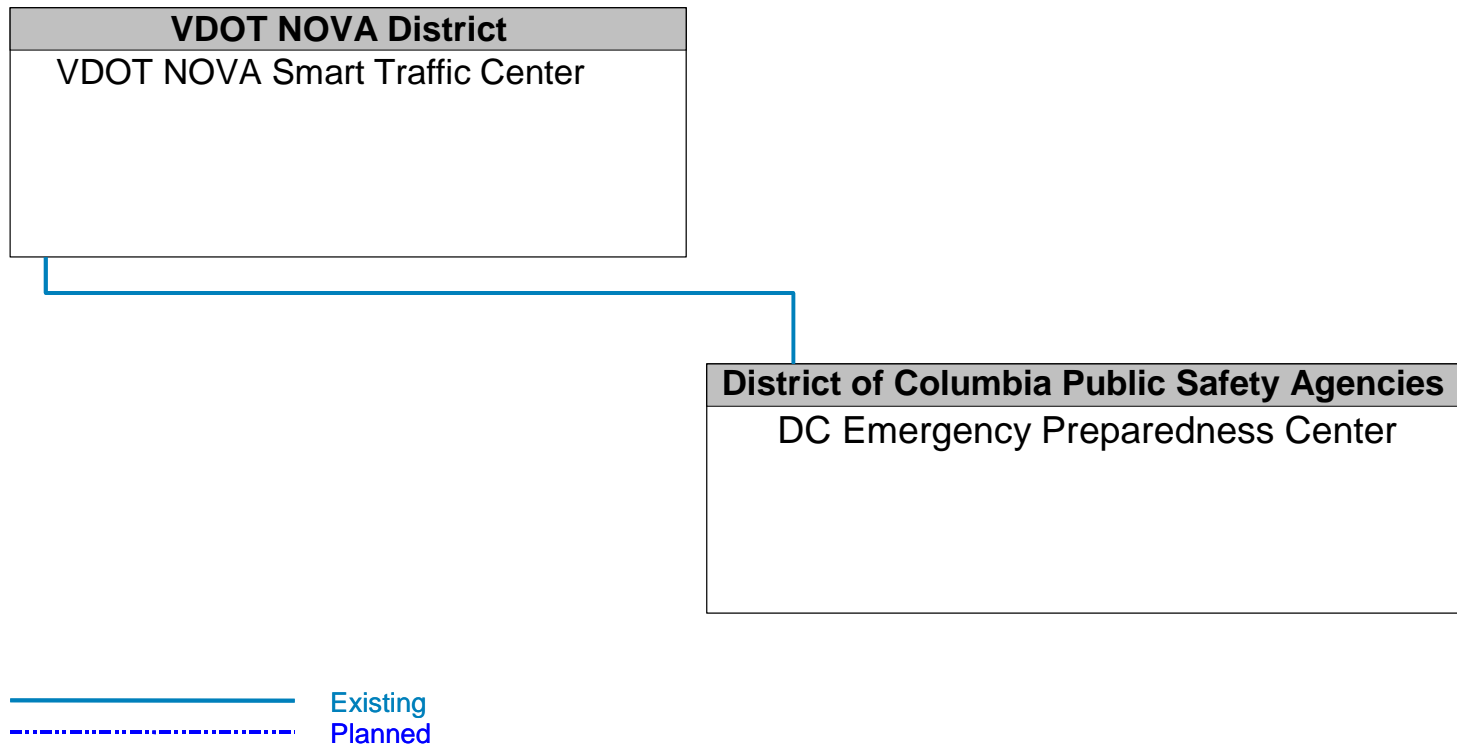 VDOT NOVA District
VDOT NOVA Smart Traffic Center
District of Columbia Public Safety Agencies
DC Emergency Preparedness Center
Existing
Planned